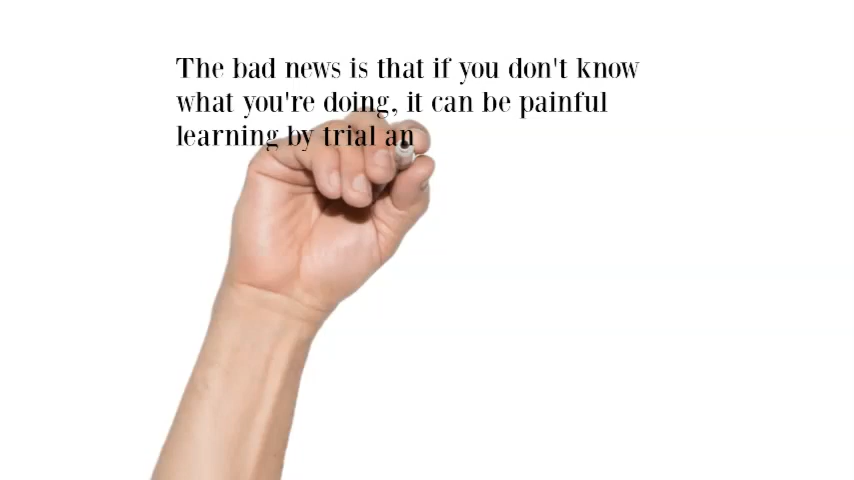 The bad news is that if you don't know
what you're doing, it can be painful
learning by trial an